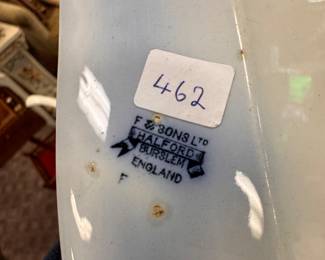 462
F & SONS LTD
HALFORD
BURSLEM
ENGLAND
F